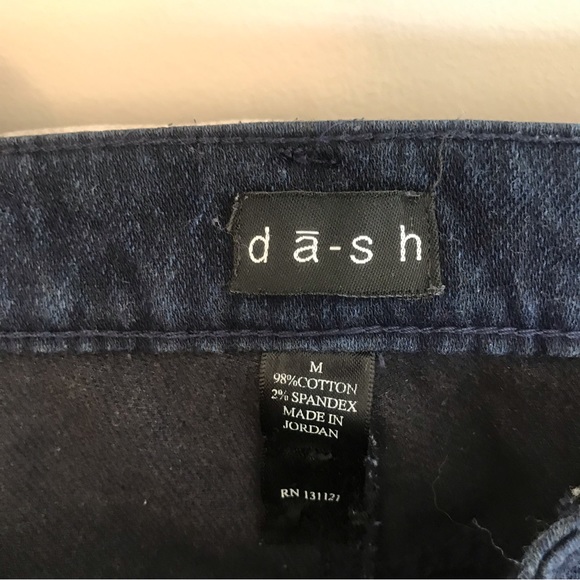 dā-sh
M
98%COTTON
2% SPANDEX
MADE IN
JORDAN
RN 131121